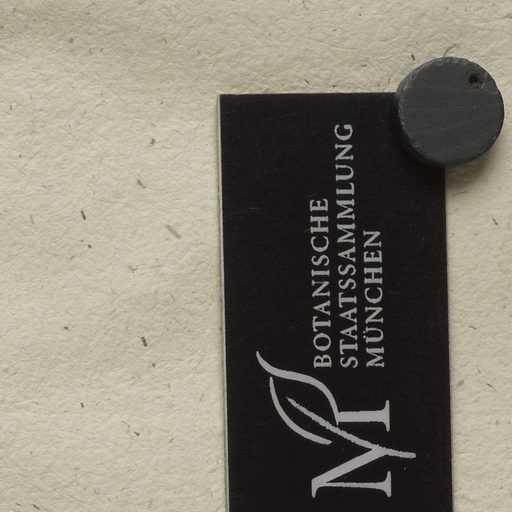 BOTANISCHE
STAATSSAMMLUNG
MÜNCHEN
M